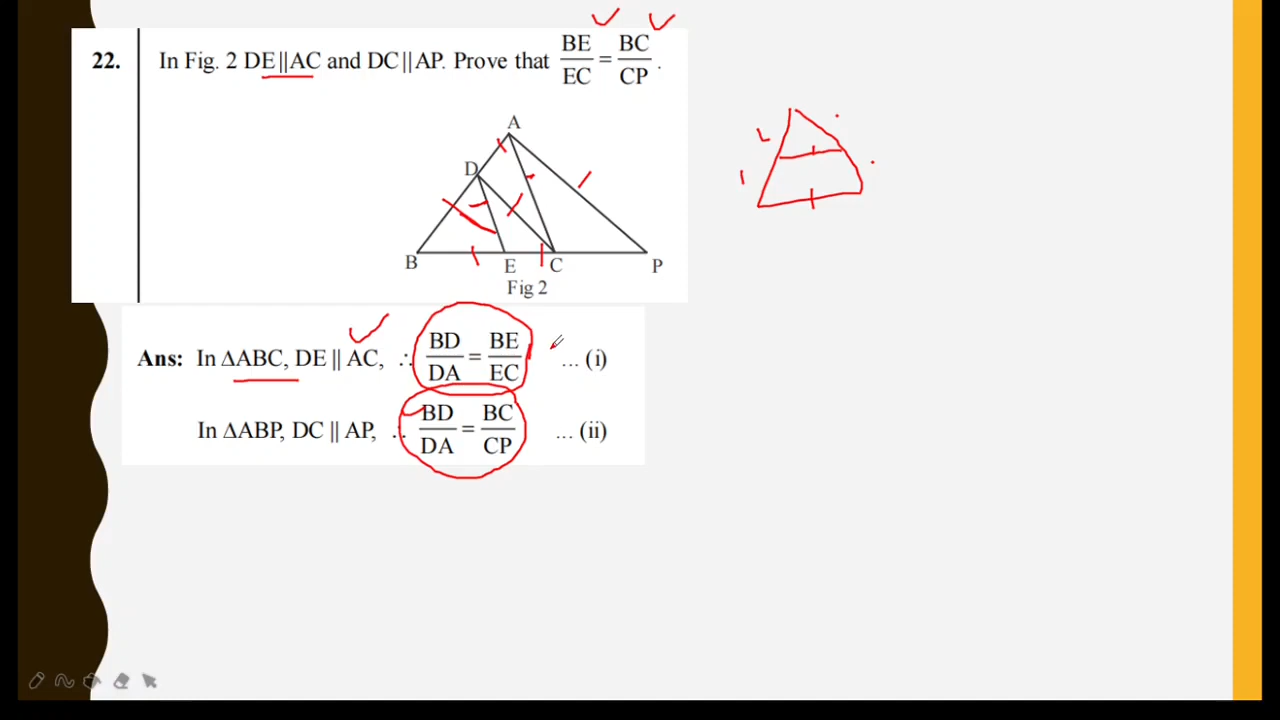 22. In Fig. 2 DE||AC and DC||AP. Prove that BE/EC = BC/CP.
A
D
B E C P
Fig 2
Ans: In ΔABC, DE || AC, ∴ BD/DA = BE/EC ... (i)
In ΔABP, DC || AP, ∴ BD/DA = BC/CP ... (ii)